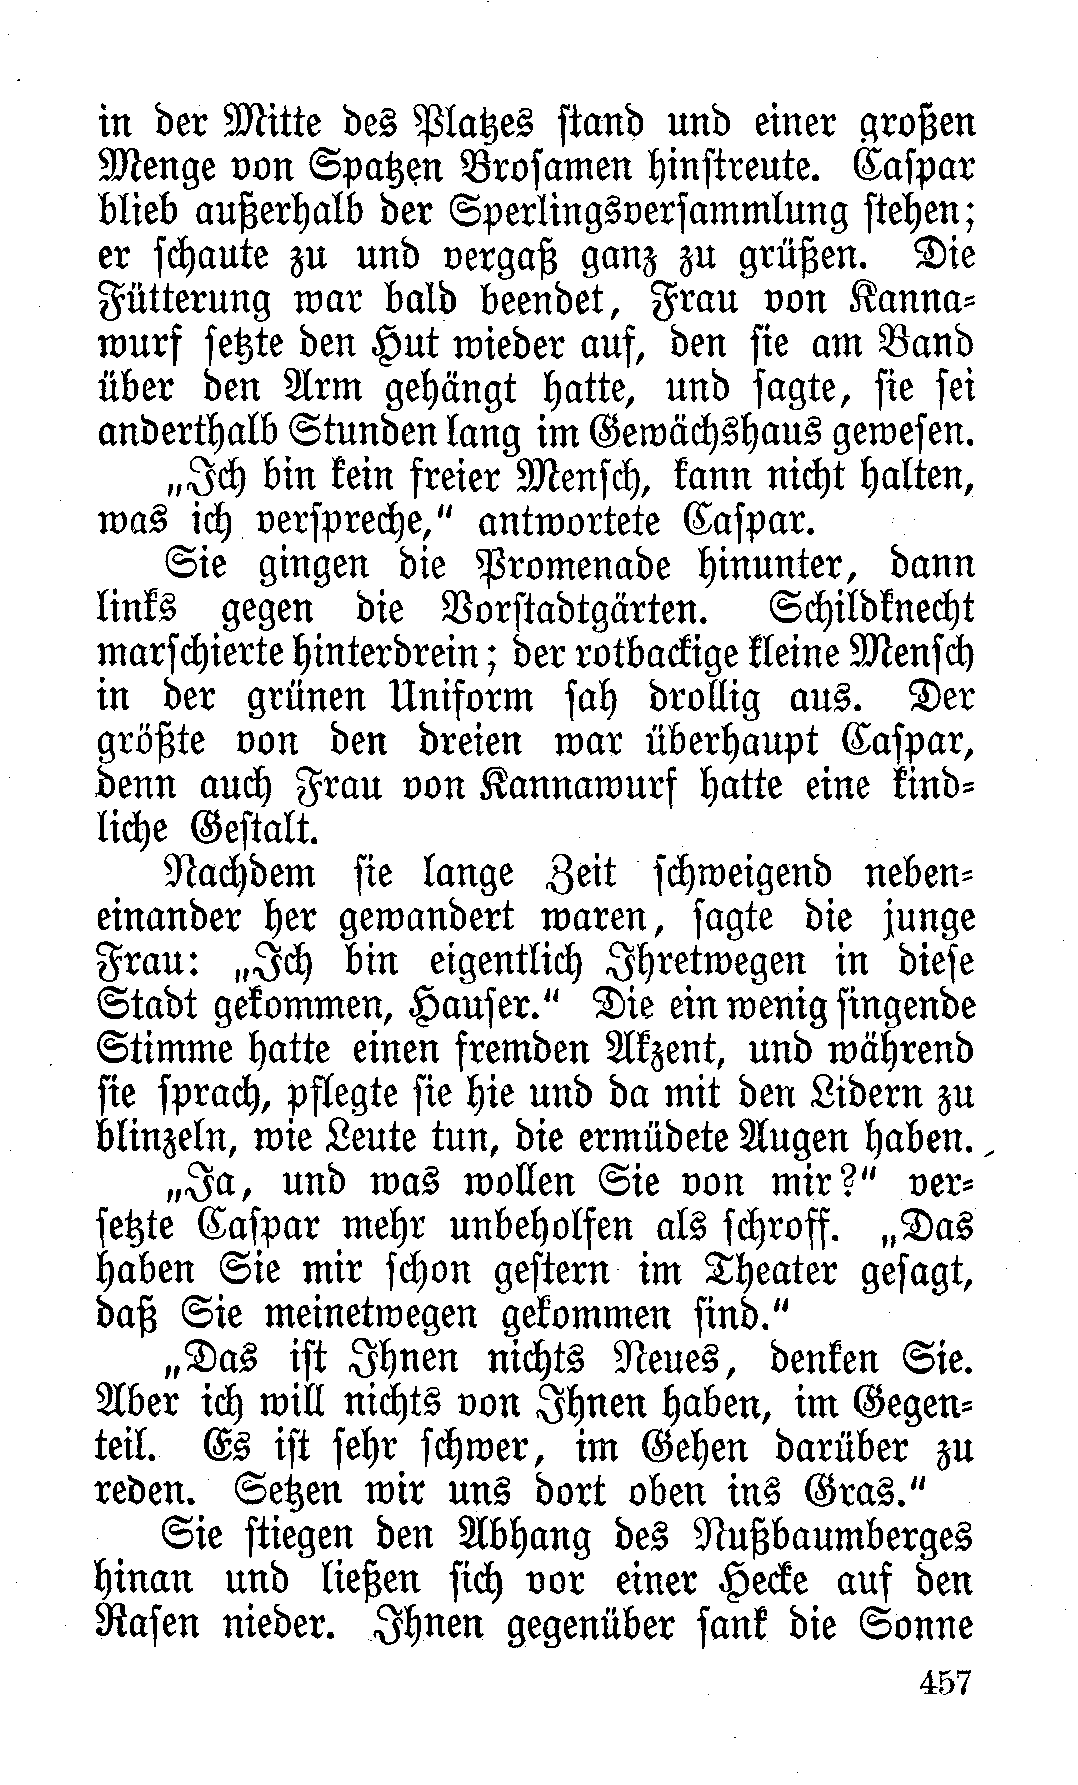 in der Mitte des Platzes stand und einer großen
Menge von Spatzen Brosamen hinstreute. Caspar
blieb außerhalb der Sperlingsversammlung stehen;
er schaute zu und vergaß ganz zu grüßen. Die
Fütterung war bald beendet, Frau von Kanna-
wurf setzte den Hut wieder auf, den sie am Band
über den Arm gehängt hatte, und sagte, sie sei
anderthalb Stunden lang im Gewächshaus gewesen.
„Ich bin kein freier Mensch, kann nicht halten,
was ich verspreche,“ antwortete Caspar.
Sie gingen die Promenade hinunter, dann
links gegen die Vorstadtgärten. Schildknecht
marschierte hinterdrein; der rotbackige kleine Mensch
in der grünen Uniform sah drollig aus. Der
größte von den dreien war überhaupt Caspar,
denn auch Frau von Kannawurf hatte eine kind-
liche Gestalt.
Nachdem sie lange Zeit schweigend neben-
einander her gewandert waren, sagte die junge
Frau: „Ich bin eigentlich Ihretwegen in diese
Stadt gekommen, Hauser.“ Die ein wenig singende
Stimme hatte einen fremden Akzent, und während
sie sprach, pflegte sie hie und da mit den Lidern zu
blinzeln, wie Leute tun, die ermüdete Augen haben.
„Ja, und was wollen Sie von mir?“ ver-
setzte Caspar mehr unbeholfen als schroff. „Das
haben Sie mir schon gestern im Theater gesagt,
daß Sie meinetwegen gekommen sind.“
„Das ist Ihnen nichts Neues, denken Sie.
Aber ich will nichts von Ihnen haben, im Gegen-
teil. Es ist sehr schwer, im Gehen darüber zu
reden. Setzen wir uns dort oben ins Gras.“
Sie stiegen den Abhang des Nußbaumberges
hinan und ließen sich vor einer Hecke auf den
Rasen nieder. Ihnen gegenüber sank die Sonne
457